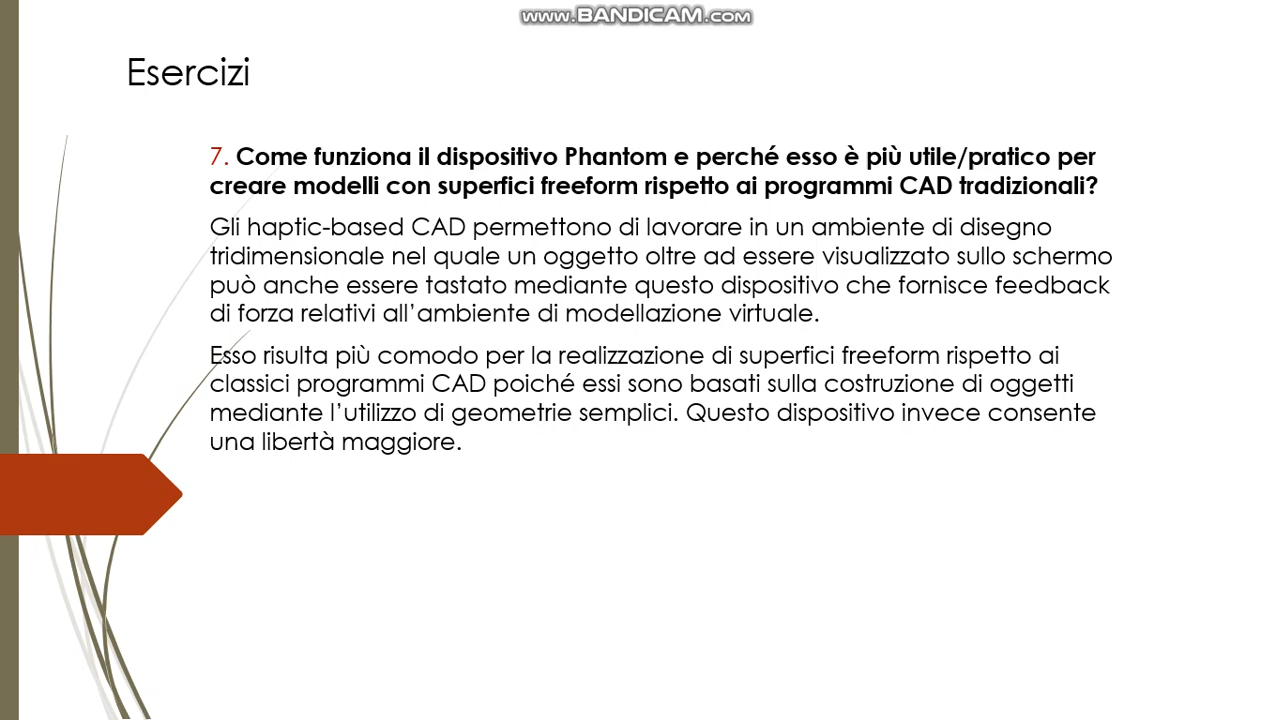 www.BANDICAM.com
Esercizi
7. Come funziona il dispositivo Phantom e perché esso è più utile/pratico per
creare modelli con superfici freeform rispetto ai programmi CAD tradizionali?
Gli haptic-based CAD permettono di lavorare in un ambiente di disegno
tridimensionale nel quale un oggetto oltre ad essere visualizzato sullo schermo
può anche essere tastato mediante questo dispositivo che fornisce feedback
di forza relativi all’ambiente di modellazione virtuale.
Esso risulta più comodo per la realizzazione di superfici freeform rispetto ai
classici programmi CAD poiché essi sono basati sulla costruzione di oggetti
mediante l’utilizzo di geometrie semplici. Questo dispositivo invece consente
una libertà maggiore.